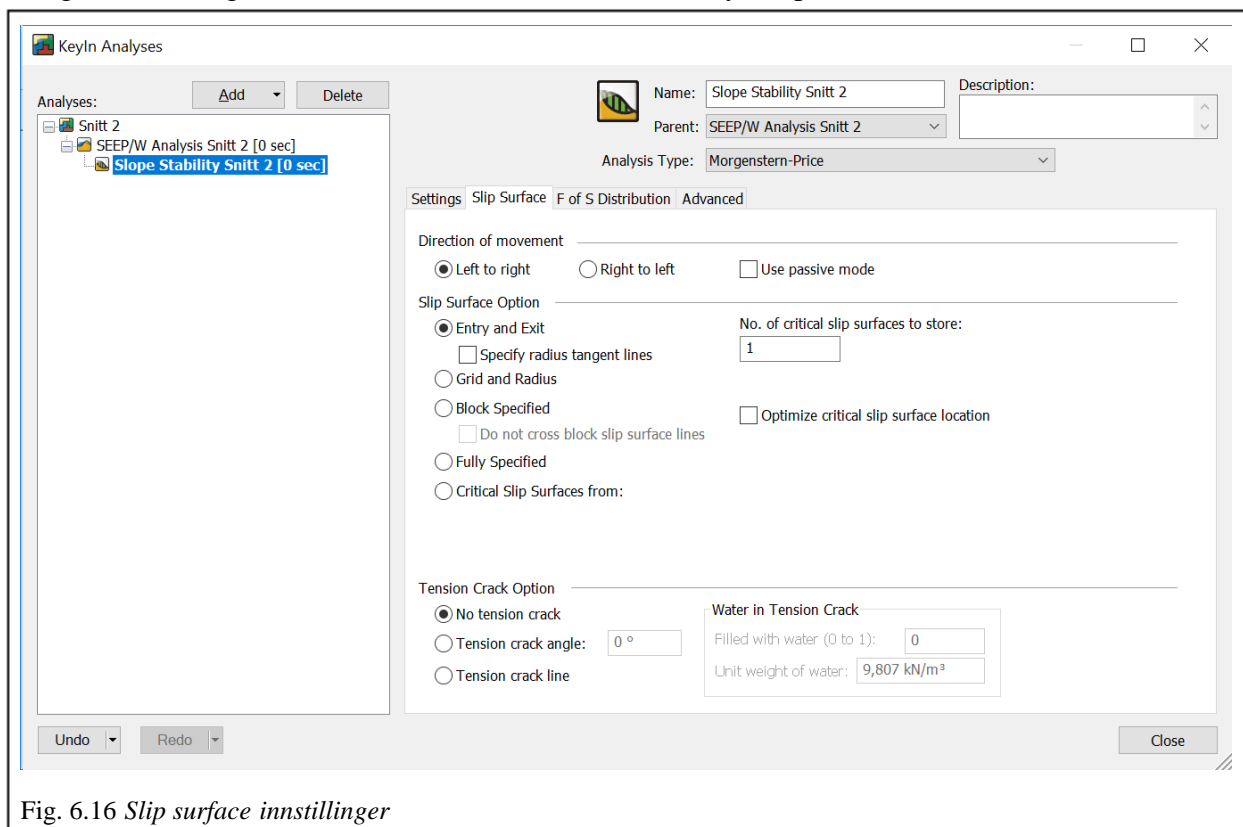 KeyIn Analyses
Analyses:
Add
Delete
Snitt 2
SEEP/W Analysis Snitt 2 [0 sec]
Slope Stability Snitt 2 [0 sec]
Name: Slope Stability Snitt 2
Description:
Parent: SEEP/W Analysis Snitt 2
Analysis Type: Morgenstern-Price
Settings Slip Surface F of S Distribution Advanced
Direction of movement
Left to right Right to left Use passive mode
Slip Surface Option
Entry and Exit
No. of critical slip surfaces to store:
Specify radius tangent lines
1
Grid and Radius
Block Specified
Optimize critical slip surface location
Do not cross block slip surface lines
Fully Specified
Critical Slip Surfaces from:
Tension Crack Option
No tension crack
Water in Tension Crack
Tension crack angle: 0 °
Filled with water (0 to 1): 0
Tension crack line
Unit weight of water: 9,807 kN/m³
Undo
Redo
Close
Fig. 6.16 Slip surface innstillinger